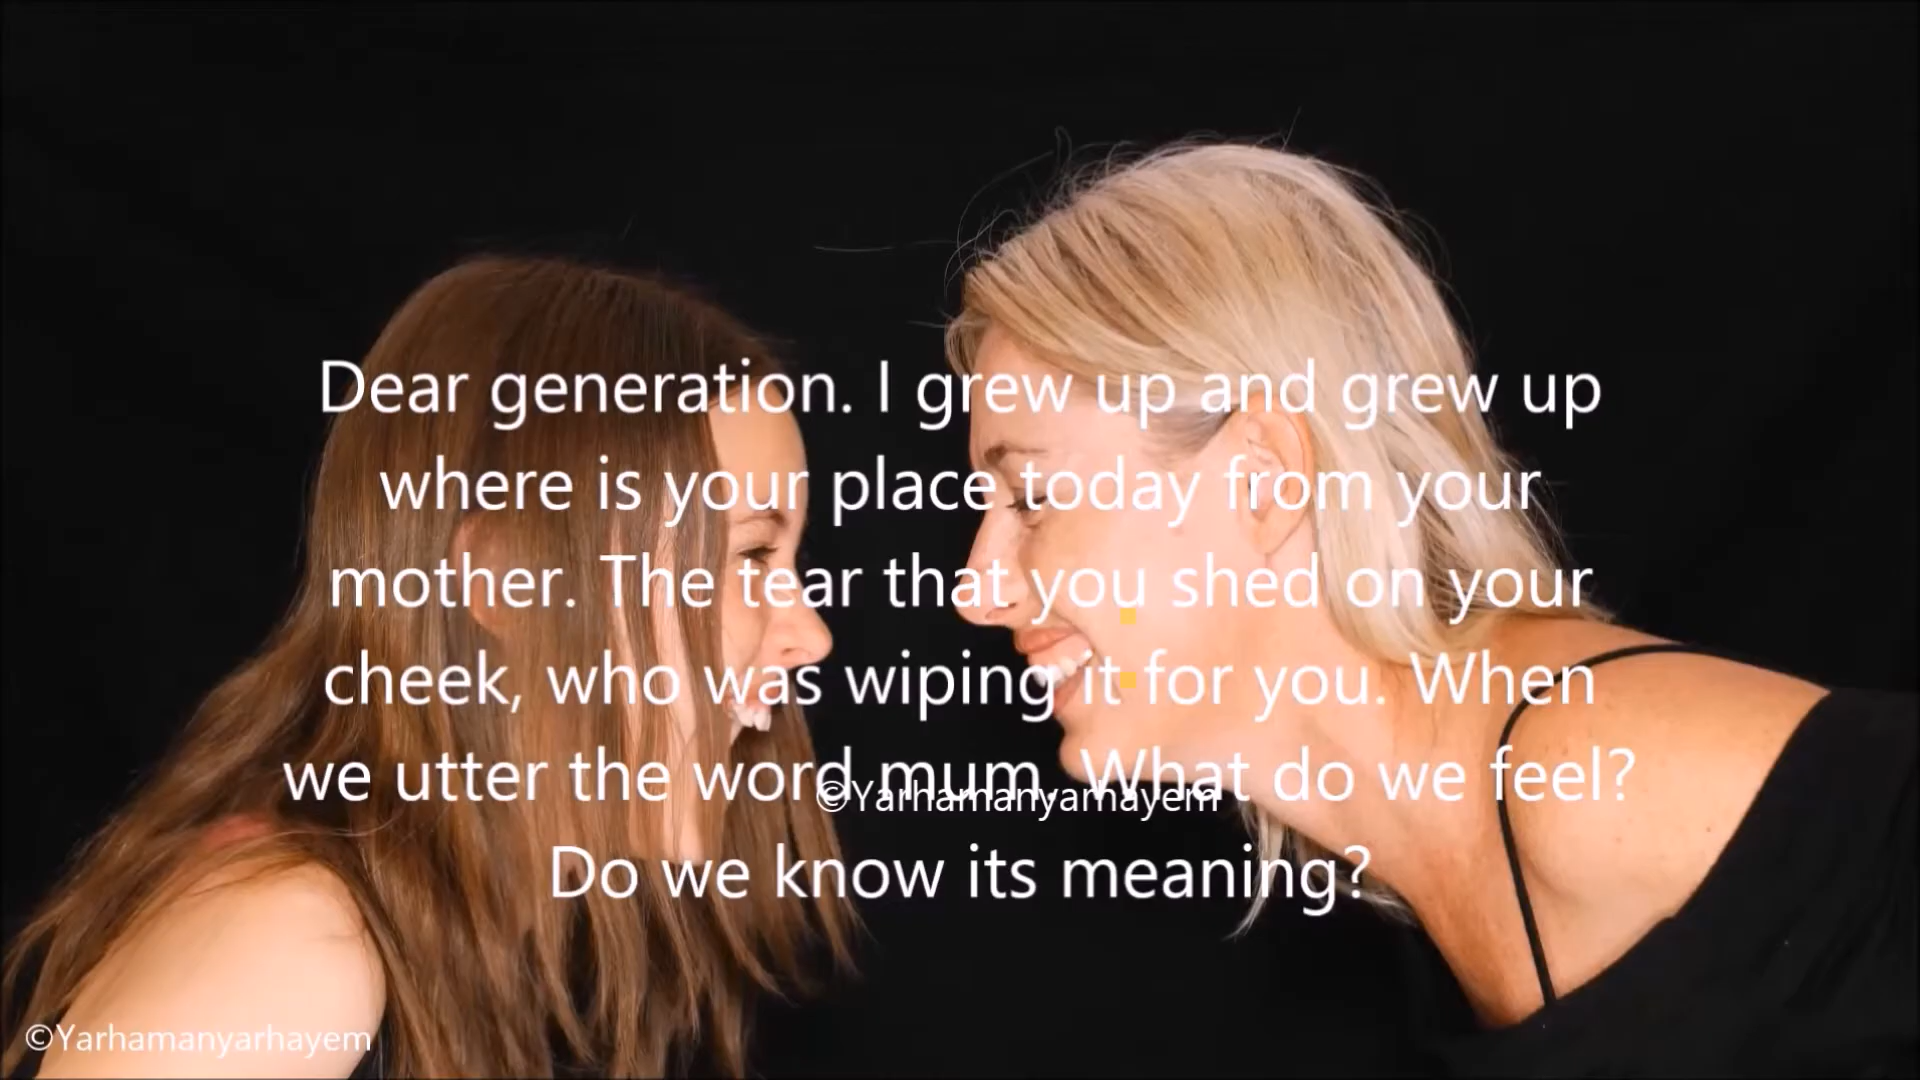 Dear generation. I grew up and grew up
where is your place today from your
mother. The tear that you shed on your
cheek, who was wiping it for you. When
we utter the word mum. What do we feel?
©Yarhamanyarhayem
Do we know its meaning?
©Yarhamanyarhayem